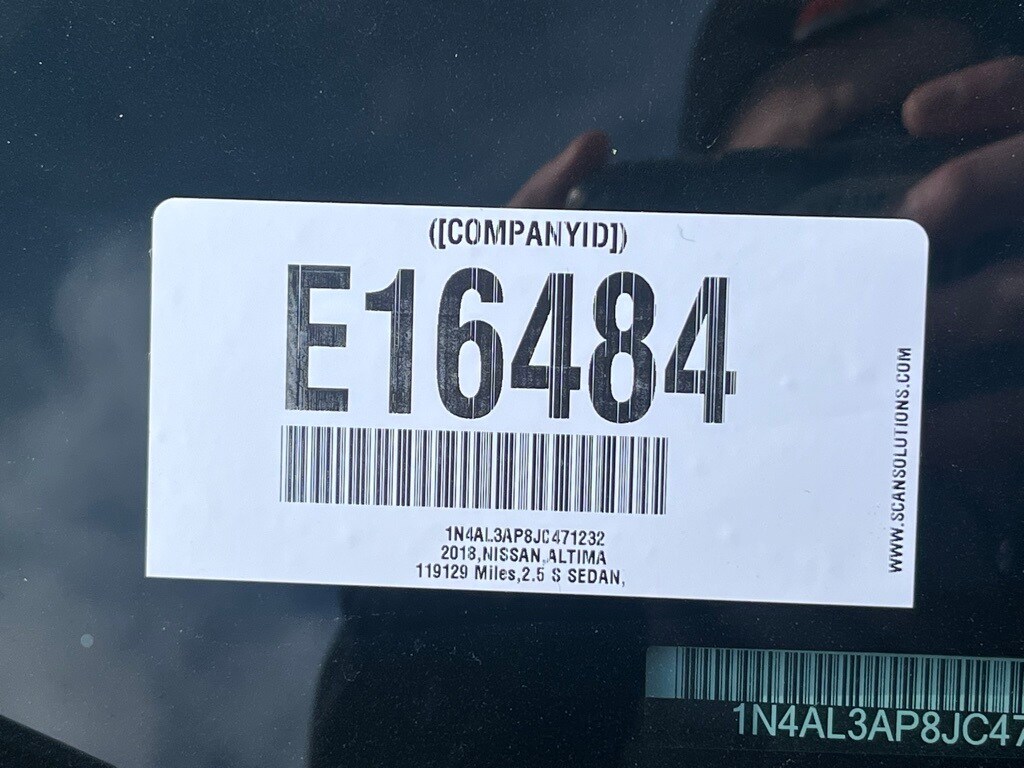 ([COMPANYID])
E16484
1N4AL3AP8JC471232
2018,NISSAN,ALTIMA
119129 Miles,2.5 S SEDAN,
WWW.SCANSOLUTIONS.COM
1N4AL3AP8JC47